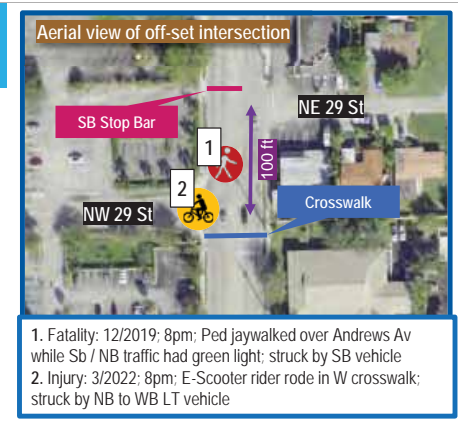 Aerial view of off-set intersection
SB Stop Bar
NE 29 St
1
100 ft
2
Crosswalk
NW 29 St
1. Fatality: 12/2019; 8pm; Ped jaywalked over Andrews Av
while Sb / NB traffic had green light; struck by SB vehicle
2. Injury: 3/2022; 8pm; E-Scooter rider rode in W crosswalk;
struck by NB to WB LT vehicle